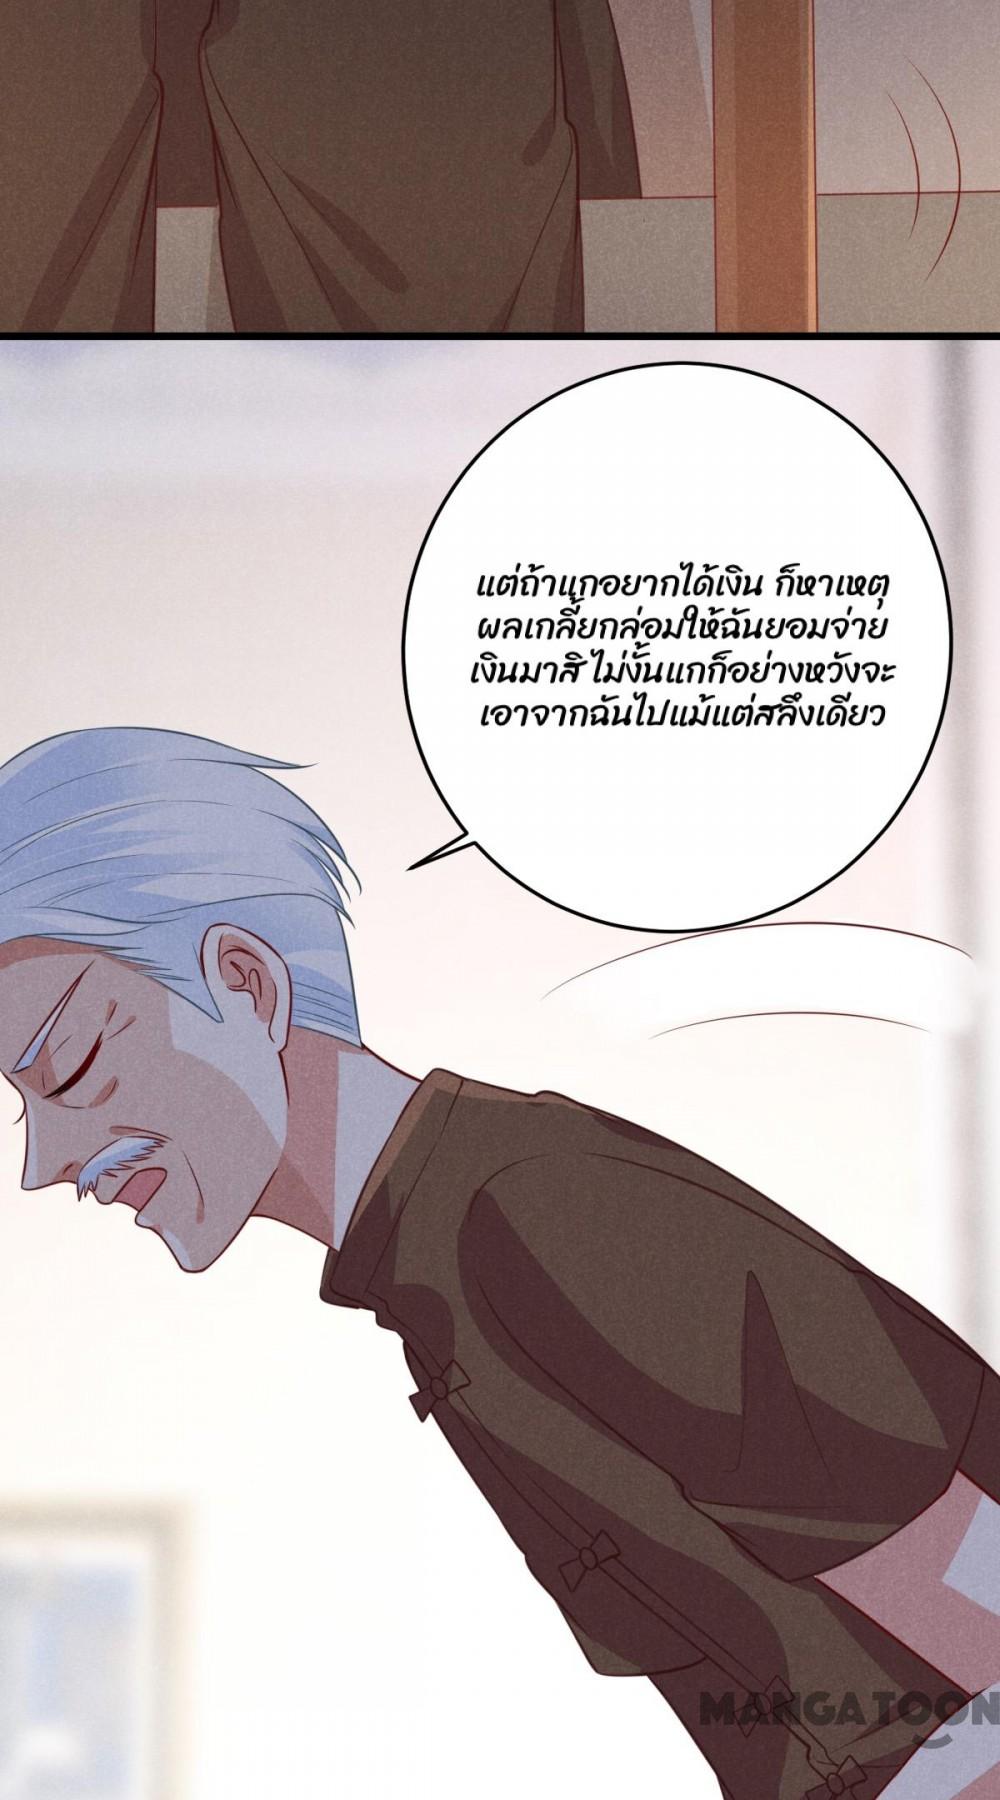 แต่ถ้าแกอยากได้เงิน ก็หาเหตุ
ผลเกลี้ยกล่อมให้ฉันยอมจ่าย
เงินมาสิ ไม่งั้นแกก็อย่างหวังจะ
เอาจากฉันไปแม้แต่สลึงเดียว
MANGATOON